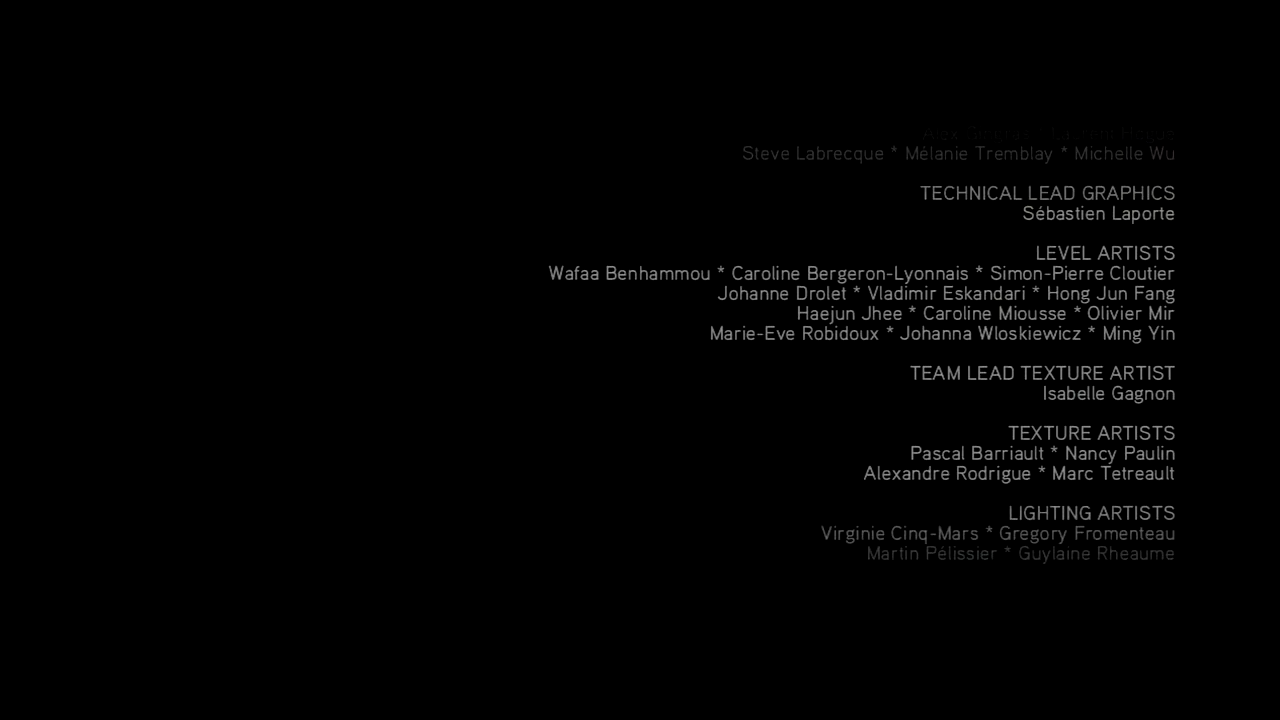 Alex
Steve Labrecque * Mélanie Tremblay * Michelle Wu
TECHNICAL LEAD GRAPHICS
Sébastien Laporte
LEVEL ARTISTS
Wafaa Benhammou * Caroline Bergeron-Lyonnais * Simon-Pierre Cloutier
Johanne Drolet * Vladimir Eskandari * Hong Jun Fang
Haejun Jhee * Caroline Miousse * Olivier Mir
Marie-Eve Robidoux * Johanna Wloskiewicz * Ming Yin
TEAM LEAD TEXTURE ARTIST
Isabelle Gagnon
TEXTURE ARTISTS
Pascal Barriault * Nancy Paulin
Alexandre Rodrigue * Marc Tetreault
LIGHTING ARTISTS
Virginie Cinq-Mars * Gregory Fromenteau
Martin Pélissier * Guylaine Rheaume